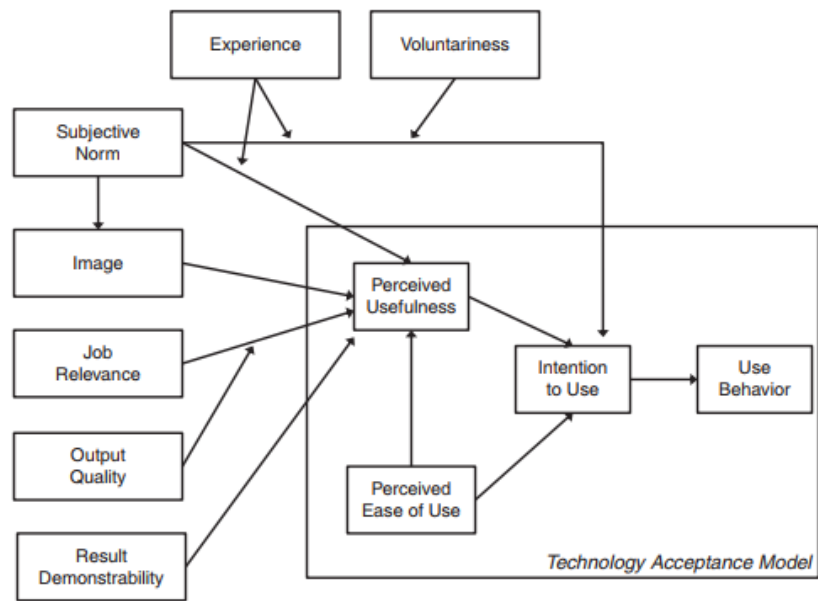 Experience
Voluntariness
Subjective
Norm
Image
Perceived
Usefulness
Job
Relevance
Intention
to Use
Use
Behavior
Output
Quality
Perceived
Ease of Use
Result
Demonstrability
Technology Acceptance Model